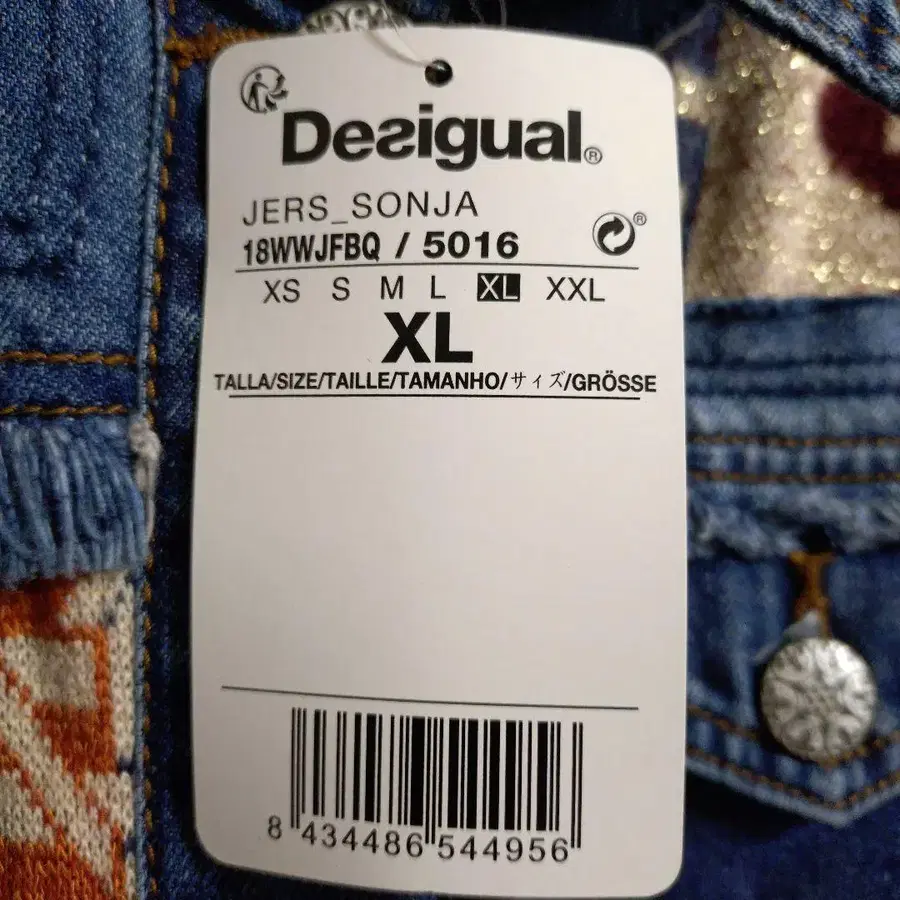 Desigual®
JERS_SONJA
®
18WWJFBQ / 5016
XS S M L XL XXL
XL
TALLA/SIZE/TAILLE/TAMANHO/サイズ/GRÖSSE
8 434486 544956